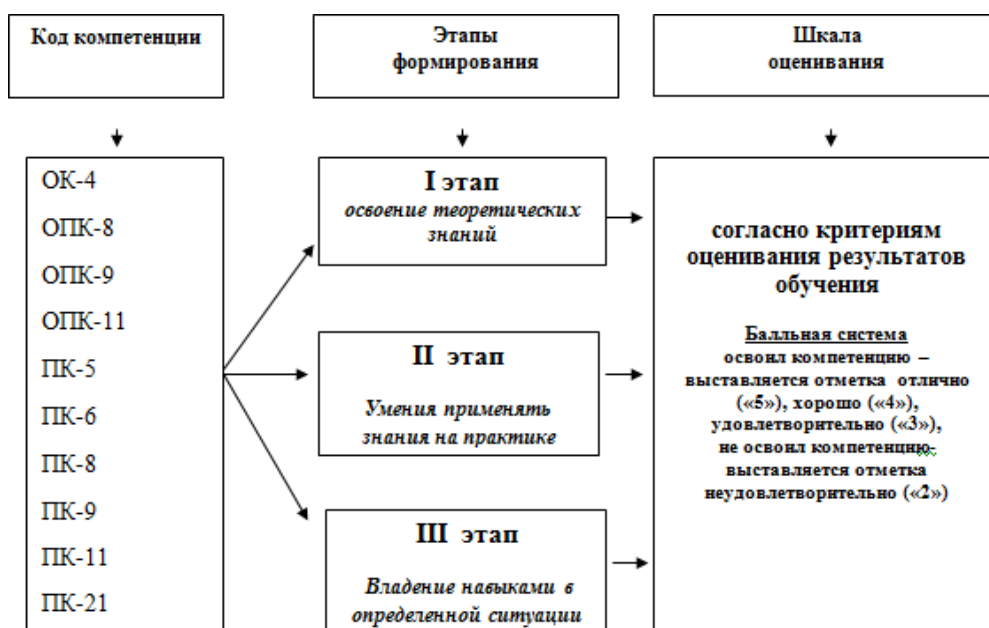 Код компетенции
Этапы
формирования
Шкала
оценивания
ОК-4
ОПК-8
ОПК-9
ОПК-11
ПК-5
ПК-6
ПК-8
ПК-9
ПК-11
ПК-21
I этап
освоение теоретических
знаний
II этап
Умения применять
знания на практике
III этап
Владение навыками в
определенной ситуации
согласно критериям
оценивания результатов
обучения
Балльная система
освоил компетенцию –
выставляется отметка отлично
(«5»), хорошо («4»),
удовлетворительно («3»),
не освоил компетенцию-
выставляется отметка
неудовлетворительно («2»)